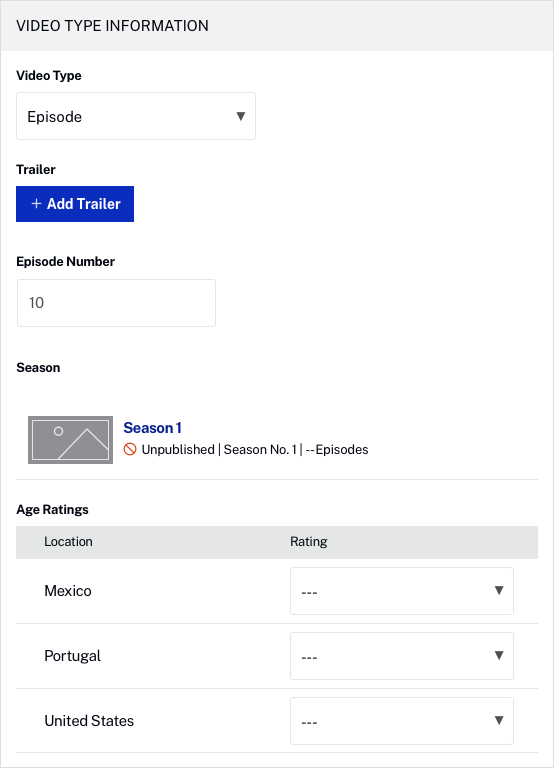 VIDEO TYPE INFORMATION
Video Type
Episode
Trailer
+ Add Trailer
Episode Number
10
Season
Season 1
Unpublished | Season No. 1 | -- Episodes
Age Ratings
Location Rating
Mexico ---
Portugal ---
United States ---